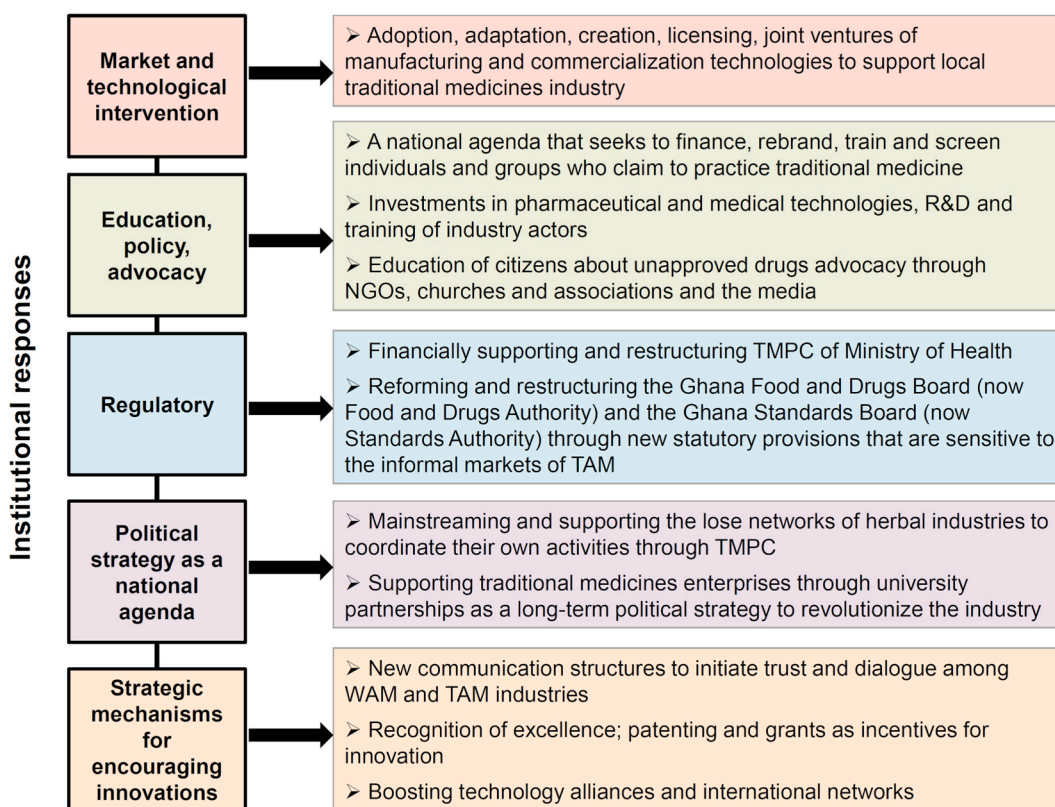 Institutional responses
Market and
technological
intervention
➢ Adoption, adaptation, creation, licensing, joint ventures of
manufacturing and commercialization technologies to support local
traditional medicines industry
Education,
policy,
advocacy
➢ A national agenda that seeks to finance, rebrand, train and screen
individuals and groups who claim to practice traditional medicine
➢ Investments in pharmaceutical and medical technologies, R&D and
training of industry actors
➢ Education of citizens about unapproved drugs advocacy through
NGOs, churches and associations and the media
Regulatory
➢ Financially supporting and restructuring TMPC of Ministry of Health
➢ Reforming and restructuring the Ghana Food and Drugs Board (now
Food and Drugs Authority) and the Ghana Standards Board (now
Standards Authority) through new statutory provisions that are sensitive to
the informal markets of TAM
Political
strategy as a
national
agenda
➢ Mainstreaming and supporting the lose networks of herbal industries to
coordinate their own activities through TMPC
➢ Supporting traditional medicines enterprises through university
partnerships as a long-term political strategy to revolutionize the industry
Strategic
mechanisms
for
encouraging
innovations
➢ New communication structures to initiate trust and dialogue among
WAM and TAM industries
➢ Recognition of excellence; patenting and grants as incentives for
innovation
➢ Boosting technology alliances and international networks